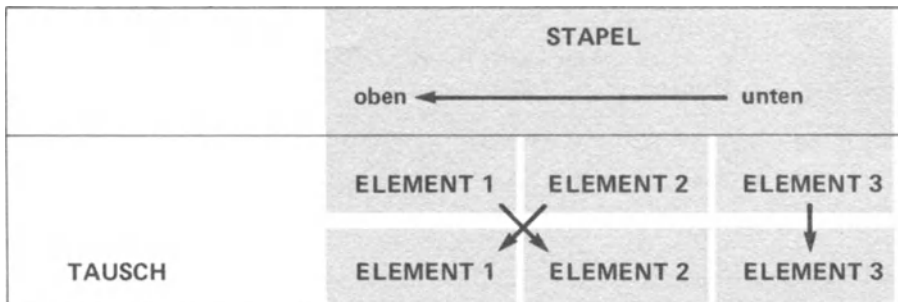 STAPEL
oben unten
ELEMENT 1 ELEMENT 2 ELEMENT 3
TAUSCH ELEMENT 1 ELEMENT 2 ELEMENT 3